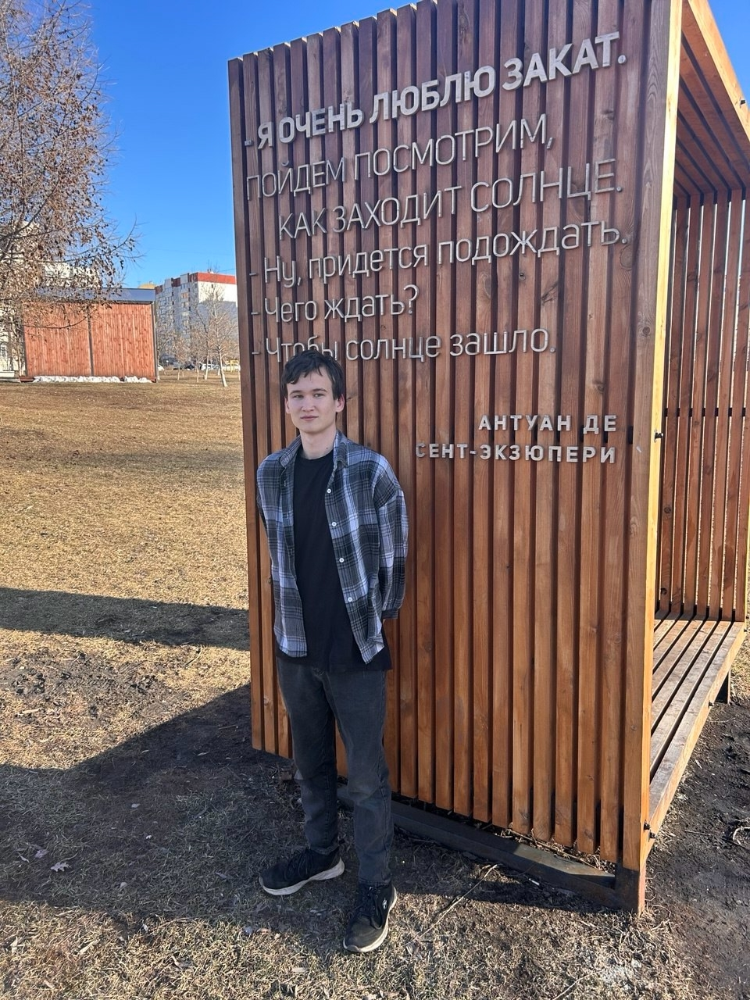 - Я ОЧЕНЬ ЛЮБЛЮ ЗАКАТ.
ПОЙДЕМ ПОСМОТРИМ,
КАК ЗАХОДИТ СОЛНЦЕ.
- Ну, придется подождать.
- Чего ждать?
- Чтобы солнце зашло.
АНТУАН ДЕ
СЕНТ-ЭКЗЮПЕРИ